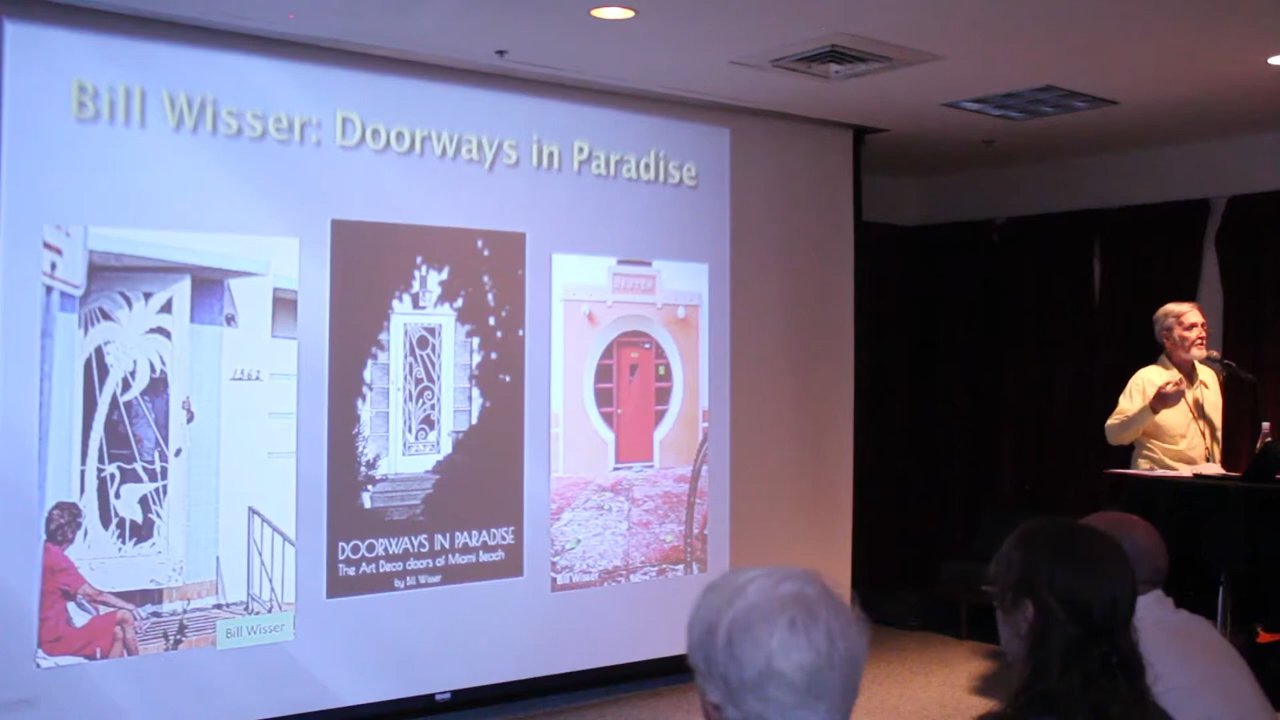 Bill Wisser: Doorways in Paradise
1962
Bill Wisser
DOORWAYS IN PARADISE
The Art Deco doors of Miami Beach
by Bill Wisser
Bill Wisser